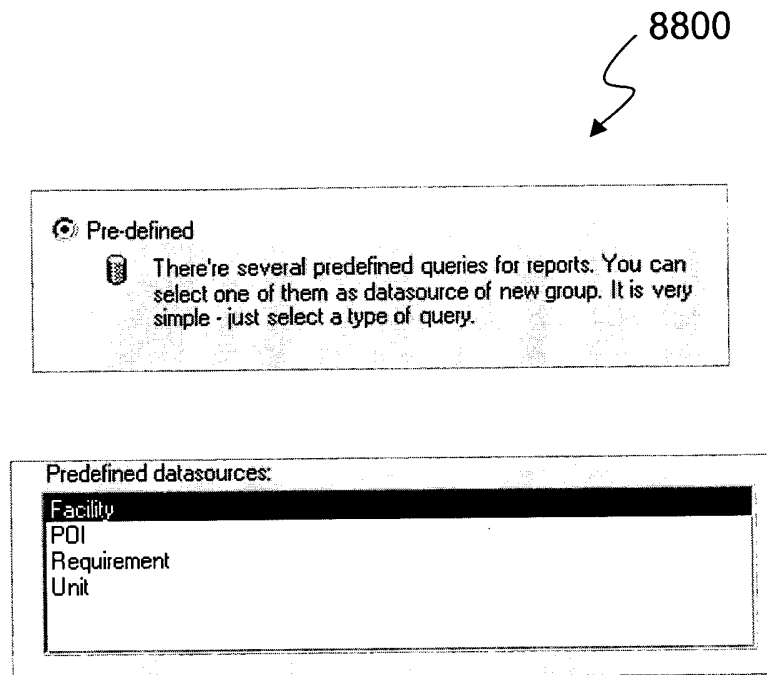 8800
Pre-defined
There're several predefined queries for reports. You can
select one of them as datasource of new group. It is very
simple - just select a type of query.
Predefined datasources:
Facility
POI
Requirement
Unit